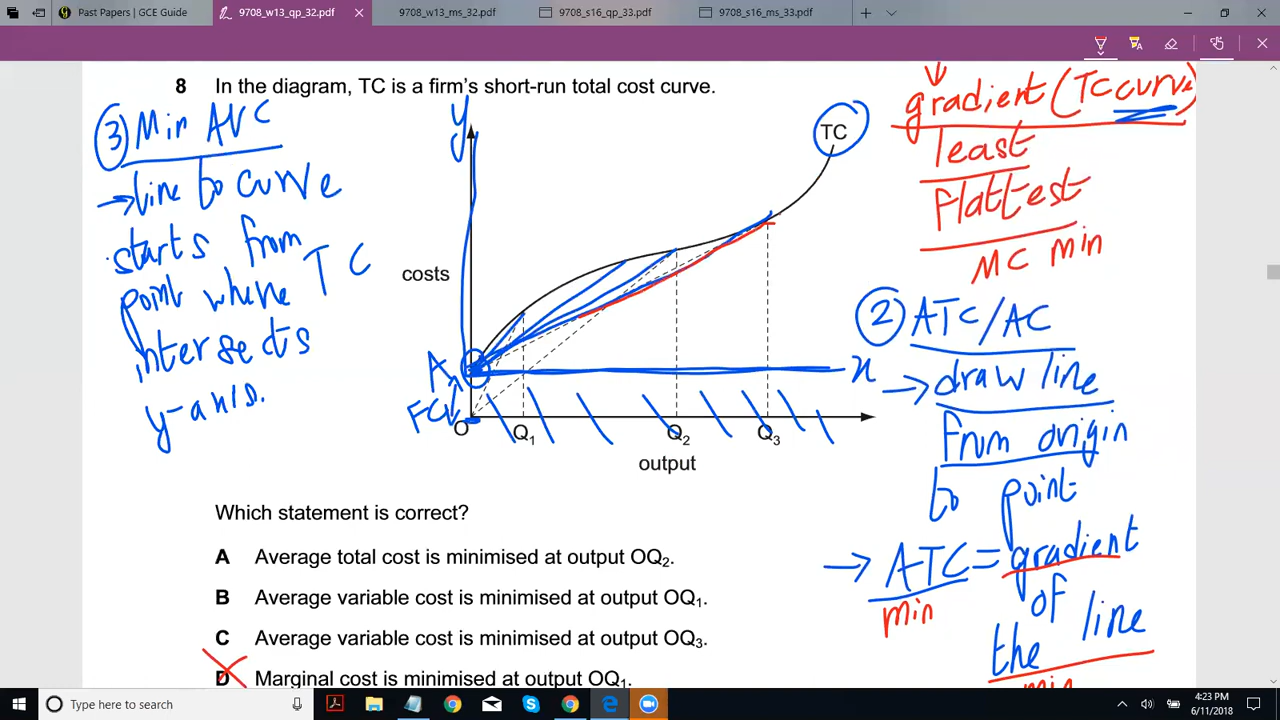 Past Papers | GCE Guide
9708_w13_qp_32.pdf
9708_w13_ms_32.pdf
9708_s16_qp_33.pdf
9708_s16_ms_33.pdf
8 In the diagram, TC is a firm's short-run total cost curve.
gradient (TC curve)
least
flattest
MC min
3 Min AVC
→ line to curve
starts from
point where TC
intersects
y-axis.
y
TC
costs
A
x
FC
O
Q1
Q2
Q3
output
2 ATC/AC
→ draw line
from origin
to point
→ ATC = gradient
min
of
the line
min
Which statement is correct?
A Average total cost is minimised at output OQ2.
B Average variable cost is minimised at output OQ1.
C Average variable cost is minimised at output OQ3.
D Marginal cost is minimised at output OQ1.
Type here to search
4:23 PM
6/11/2018